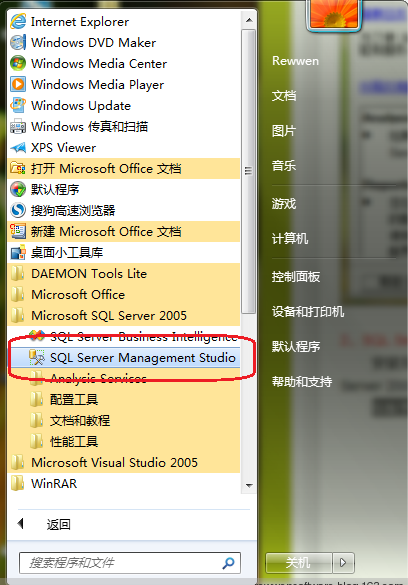 Internet Explorer
Windows DVD Maker
Windows Media Center
Windows Media Player
Windows Update
Windows 传真和扫描
XPS Viewer
打开 Microsoft Office 文档
默认程序
搜狗高速浏览器
新建 Microsoft Office 文档
桌面小工具库
DAEMON Tools Lite
Microsoft Office
Microsoft SQL Server 2005
SQL Server Business Intelligence
SQL Server Management Studio
Analysis Services
配置工具
文档和教程
性能工具
Microsoft Visual Studio 2005
WinRAR
返回
搜索程序和文件
Rewwen
文档
图片
音乐
游戏
计算机
控制面板
设备和打印机
默认程序
帮助和支持
关机